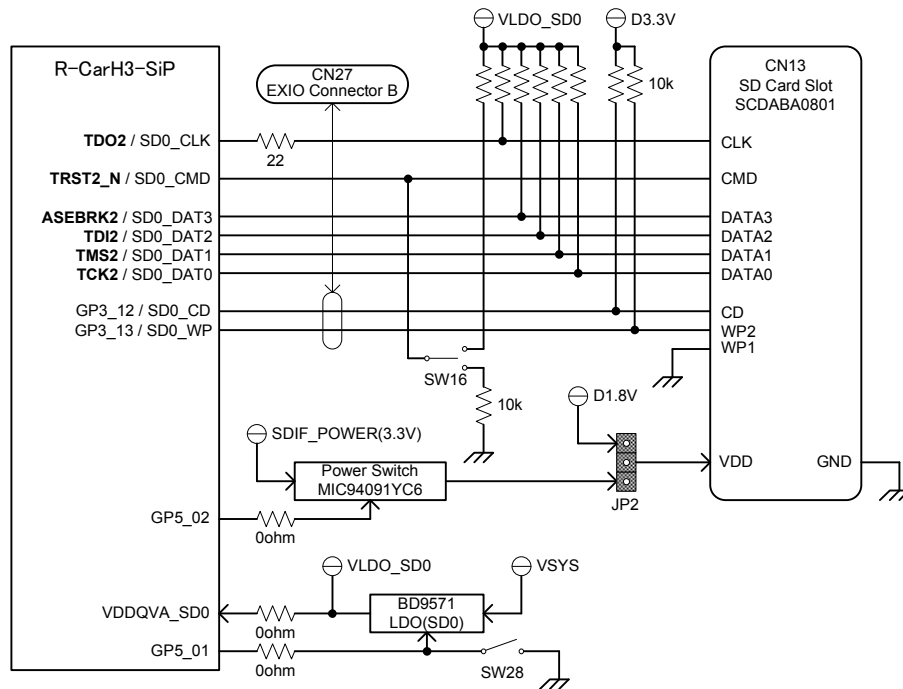 VLDO_SD0
D3.3V
R-CarH3-SiP
CN27
EXIO Connector B
10k
CN13
SD Card Slot
SCDABA0801
TDO2 / SD0_CLK
22
CLK
TRST2_N / SD0_CMD
CMD
ASEBRK2 / SD0_DAT3
DATA3
TDI2 / SD0_DAT2
DATA2
TMS2 / SD0_DAT1
DATA1
TCK2 / SD0_DAT0
DATA0
GP3_12 / SD0_CD
CD
GP3_13 / SD0_WP
WP2
WP1
SW16
10k
D1.8V
SDIF_POWER(3.3V)
Power Switch
MIC94091YC6
VDD
GND
JP2
GP5_02
0ohm
VLDO_SD0
VSYS
BD9571
LDO(SD0)
VDDQVA_SD0
0ohm
GP5_01
0ohm
SW28